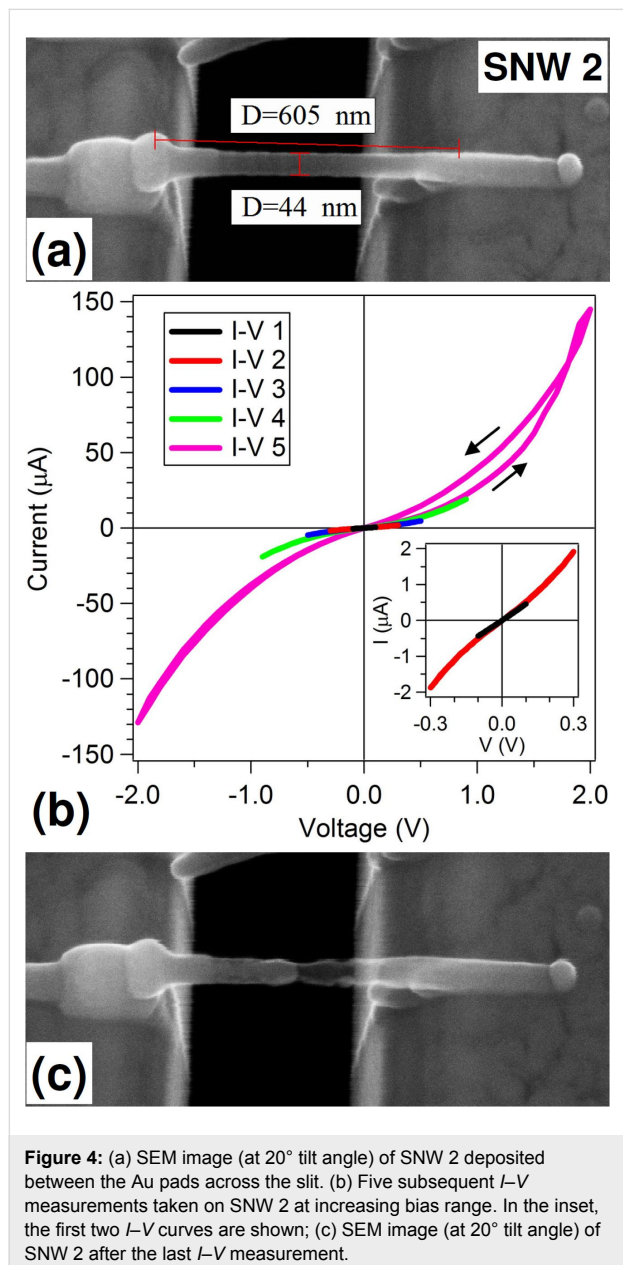 SNW 2
D=605 nm
D=44 nm
(a)
150
100
50
0
-50
-100
-150
Current (µA)
I-V 1
I-V 2
I-V 3
I-V 4
I-V 5
2
1
0
-1
-2
I (µA)
-0.3 0.0 0.3
V (V)
-2.0 -1.0 0.0 1.0 2.0
Voltage (V)
(b)
(c)
Figure 4: (a) SEM image (at 20° tilt angle) of SNW 2 deposited
between the Au pads across the slit. (b) Five subsequent I–V
measurements taken on SNW 2 at increasing bias range. In the inset,
the first two I–V curves are shown; (c) SEM image (at 20° tilt angle) of
SNW 2 after the last I–V measurement.